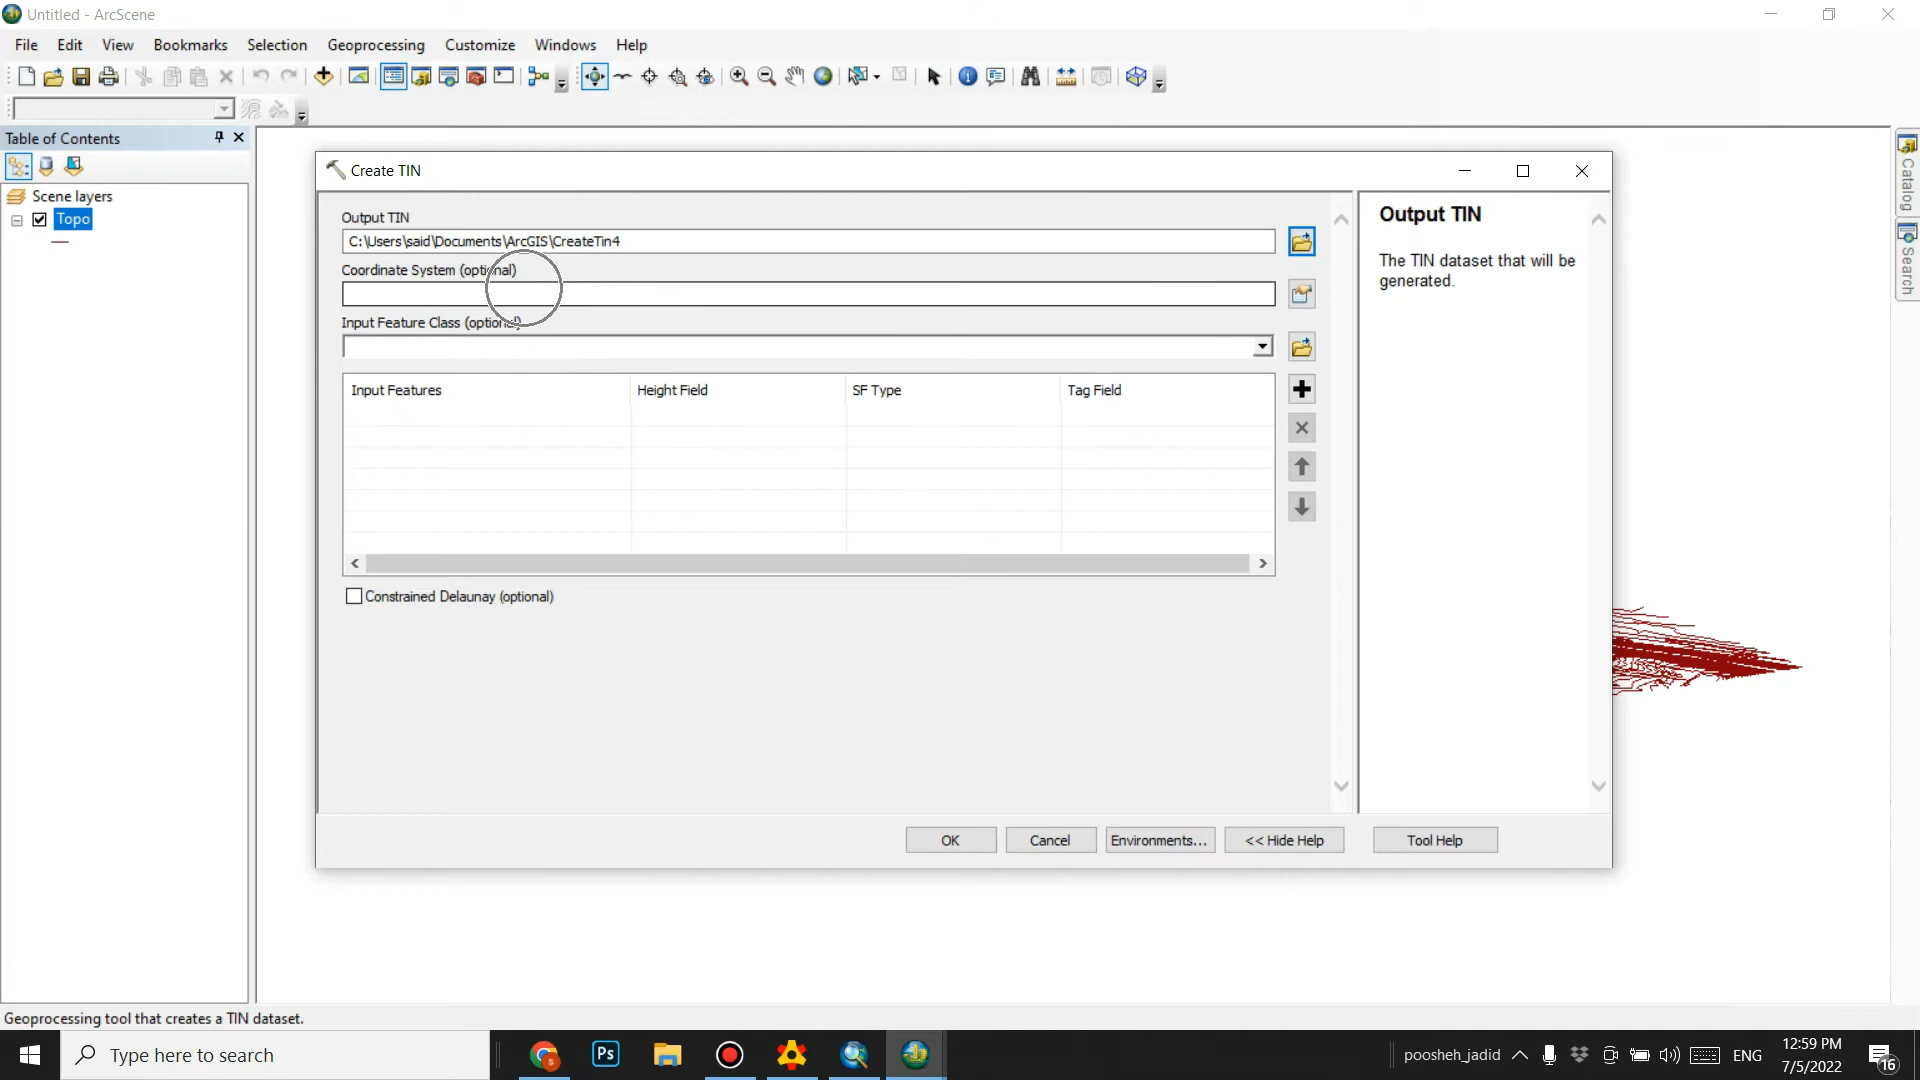 Untitled - ArcScene
File Edit View Bookmarks Selection Geoprocessing Customize Windows Help
Table of Contents
Scene layers
Topo
Create TIN
Output TIN
C:\Users\said\Documents\ArcGIS\CreateTin4
Coordinate System (optional)
Input Feature Class (optional)
Input Features Height Field SF Type Tag Field
Constrained Delaunay (optional)
Output TIN
The TIN dataset that will be
generated.
OK Cancel Environments... << Hide Help Tool Help
Catalog
Search
Geoprocessing tool that creates a TIN dataset.
Type here to search
Ps
poosheh_jadid
ENG
12:59 PM
7/5/2022
16